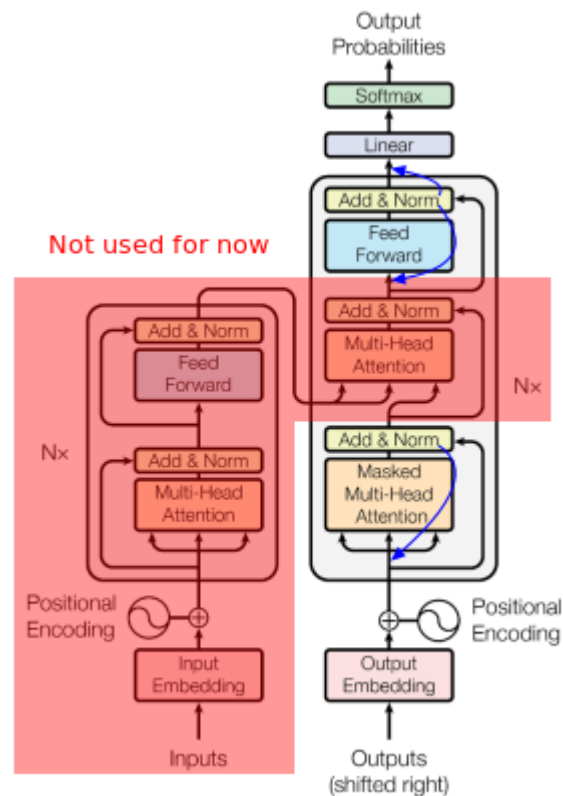 Output
Probabilities
Softmax
Linear
Add & Norm
Feed
Forward
Not used for now
Add & Norm
Multi-Head
Attention
Add & Norm
Feed
Forward
N×
N×
Add & Norm
Masked
Multi-Head
Attention
Add & Norm
Multi-Head
Attention
Positional
Encoding
Positional
Encoding
Input
Embedding
Output
Embedding
Inputs
Outputs
(shifted right)